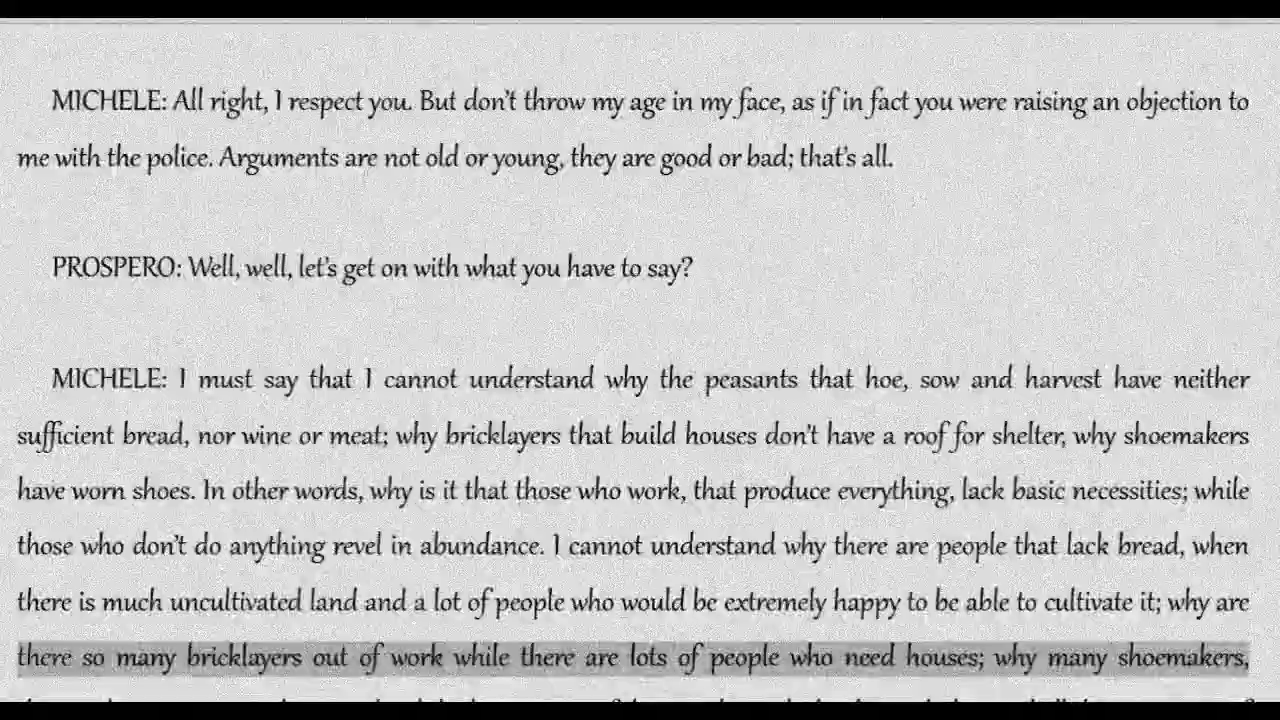 MICHELE: All right, I respect you. But don't throw my age in my face, as if in fact you were raising an objection to
me with the police. Arguments are not old or young, they are good or bad; that's all.
PROSPERO: Well, well, let's get on with what you have to say?
MICHELE: I must say that I cannot understand why the peasants that hoe, sow and harvest have neither
sufficient bread, nor wine or meat; why bricklayers that build houses don't have a roof for shelter, why shoemakers
have worn shoes. In other words, why is it that those who work, that produce everything, lack basic necessities; while
those who don't do anything revel in abundance. I cannot understand why there are people that lack bread, when
there is much uncultivated land and a lot of people who would be extremely happy to be able to cultivate it; why are
there so many bricklayers out of work while there are lots of people who need houses; why many shoemakers,